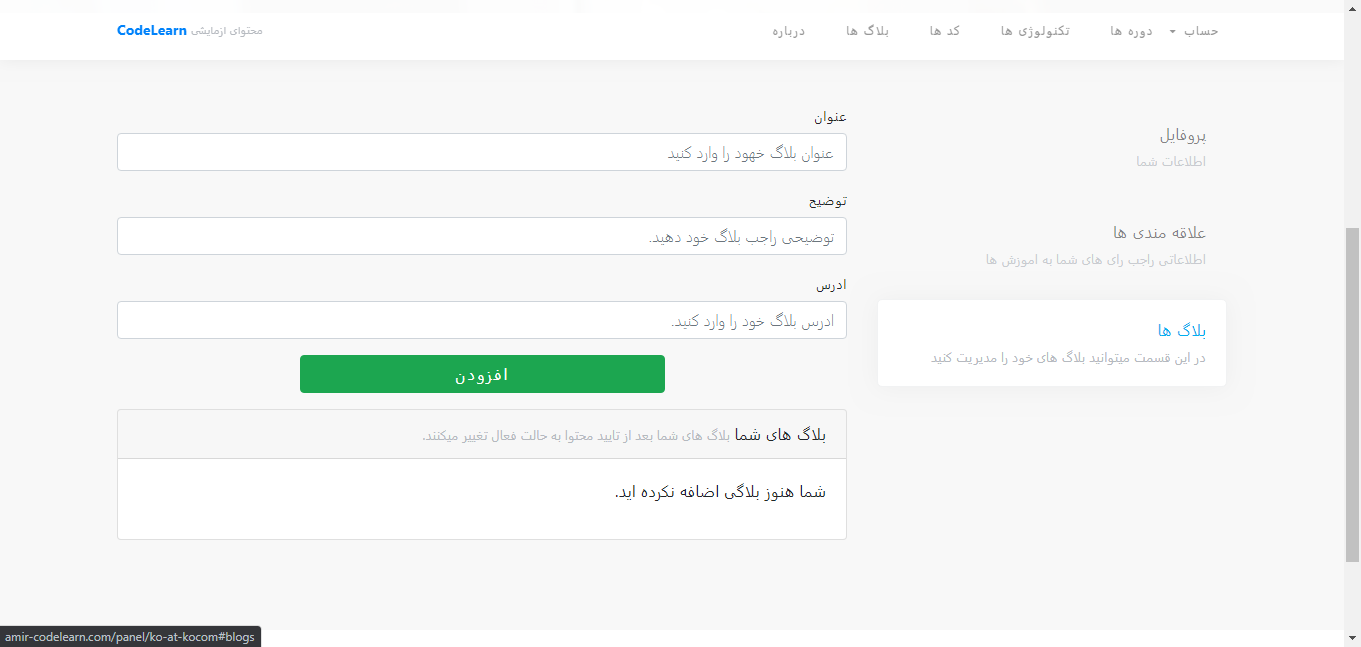 حساب
دوره ها
تکنولوژی ها
کد ها
بلاگ ها
درباره
CodeLearn محتوای ازمایشی
پروفایل
اطلاعات شما
علاقه مندی ها
اطلاعاتی راجب رای های شما به اموزش ها
بلاگ ها
در این قسمت میتوانید بلاگ های خود را مدیریت کنید
عنوان
عنوان بلاگ خهود را وارد کنید
توضیح
توضیحی راجب بلاگ خود دهید.
ادرس
ادرس بلاگ خود را وارد کنید.
افزودن
بلاگ های شما بلاگ های شما بعد از تایید محتوا به حالت فعال تغییر میکنند.
شما هنوز بلاگی اضافه نکرده اید.
amir-codelearn.com/panel/ko-at-kocom#blogs